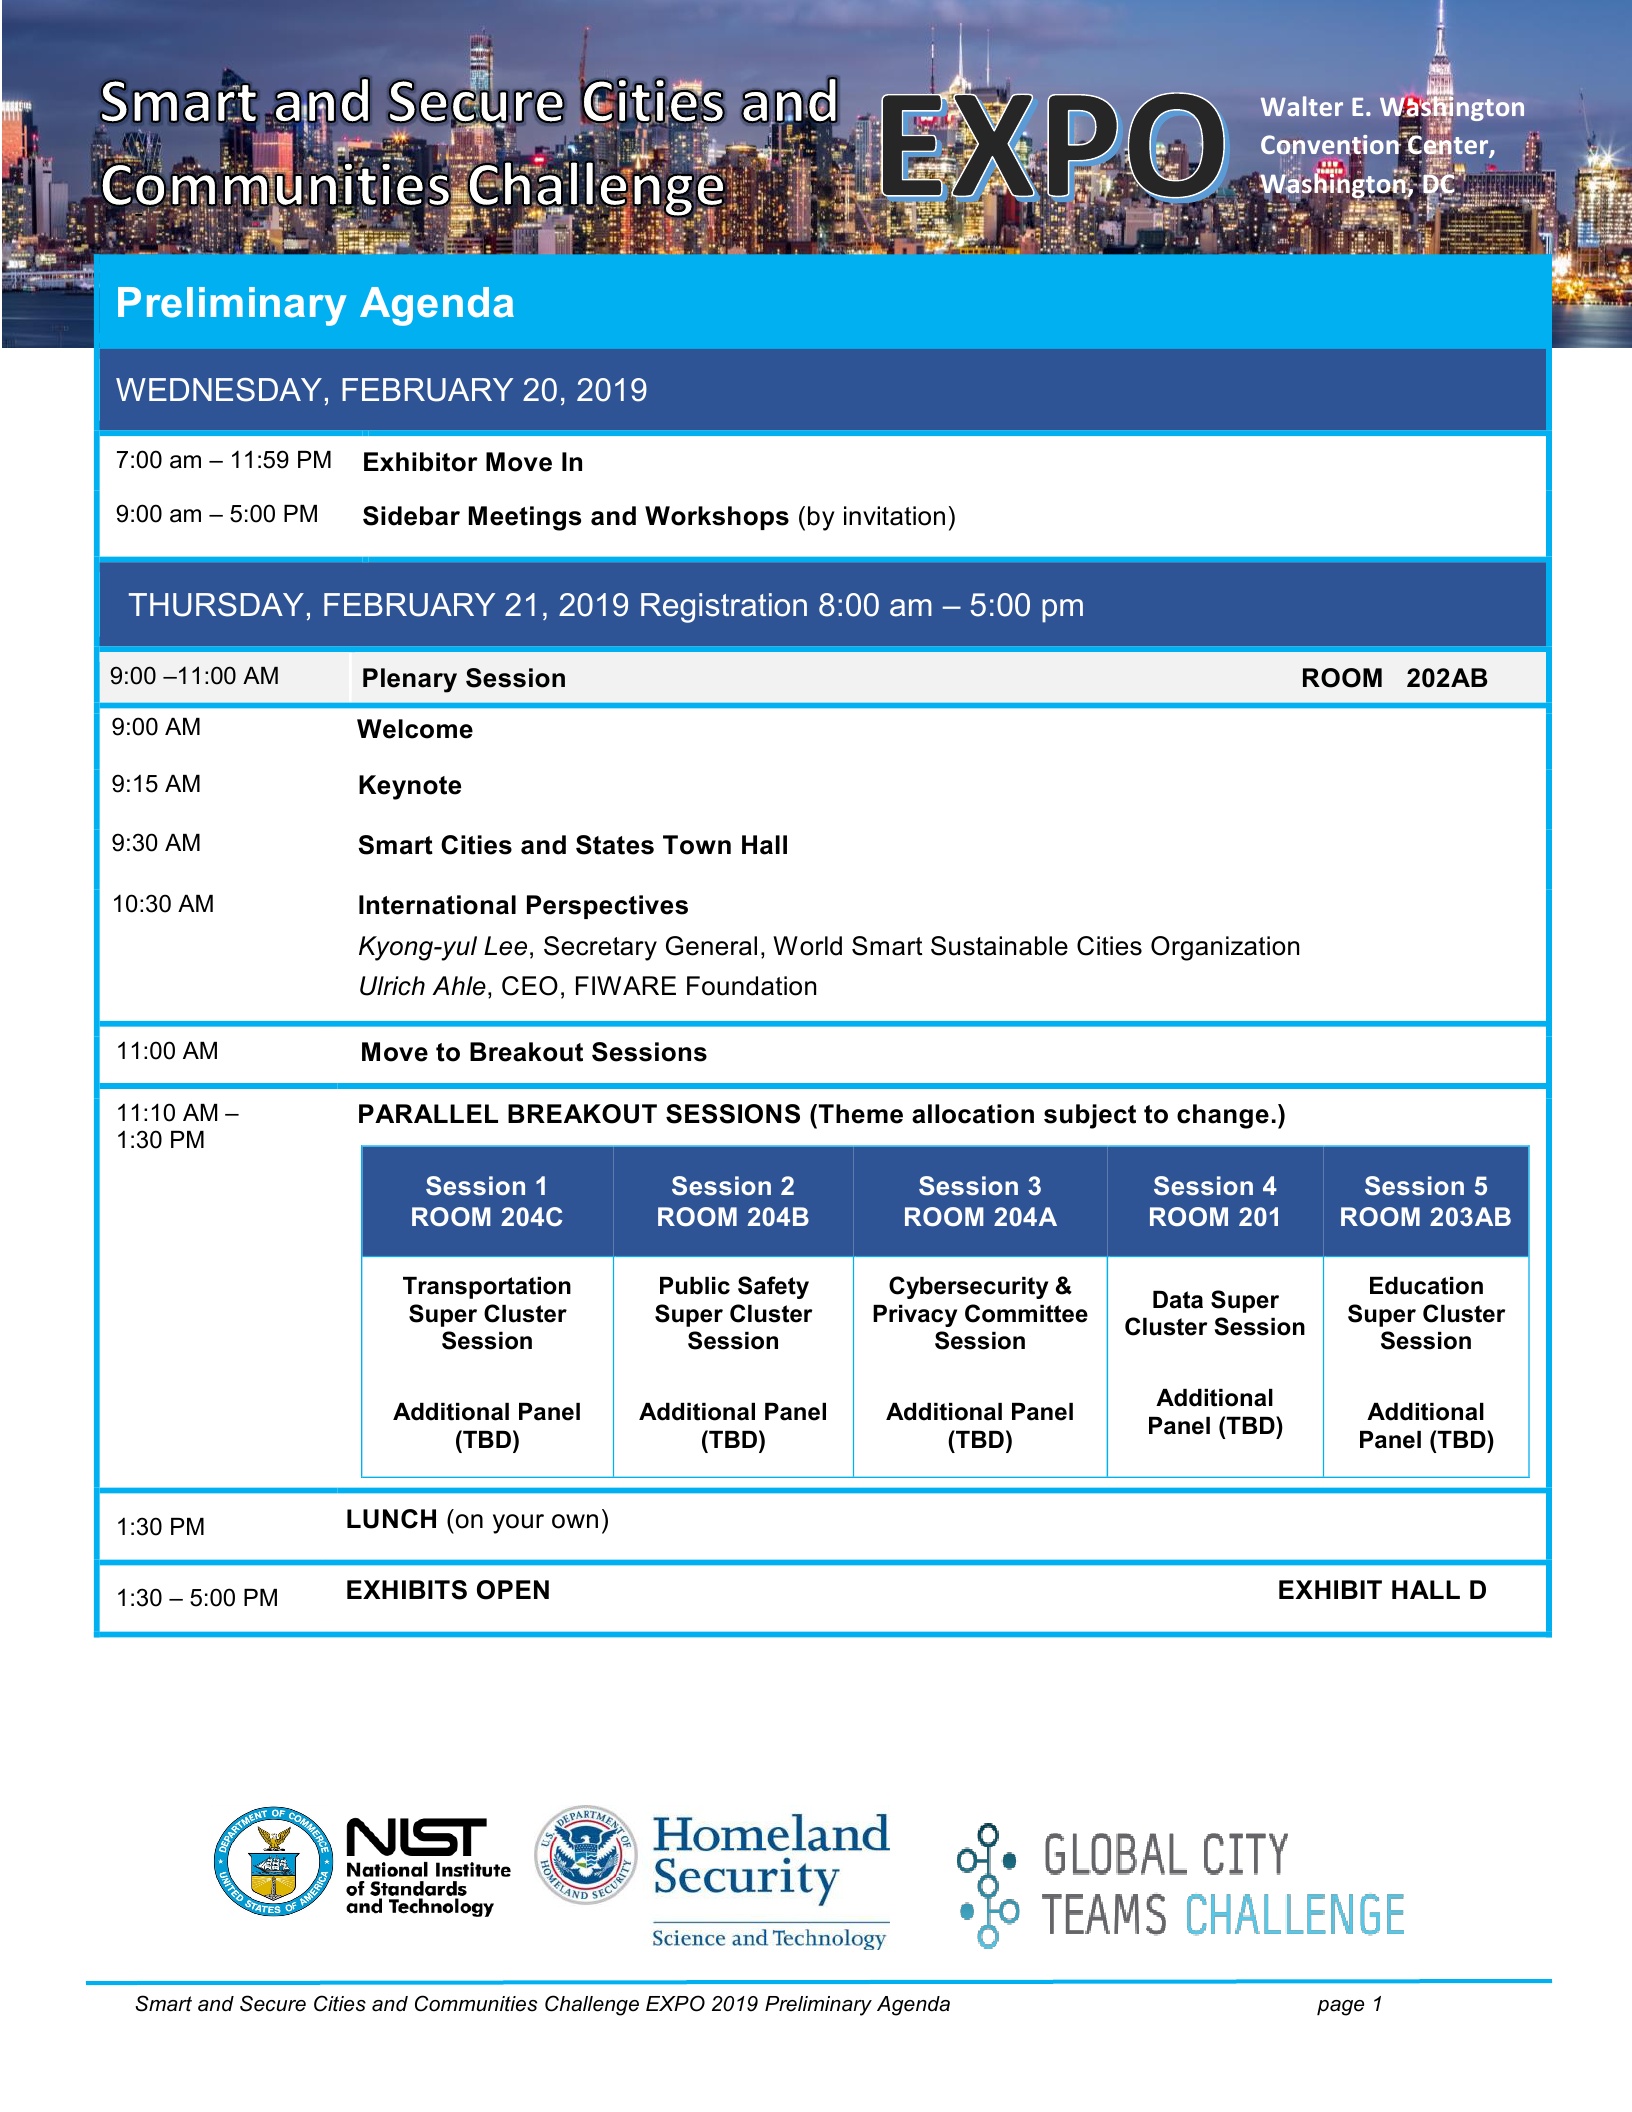 Smart and Secure Cities and
Communities Challenge
EXPO
Walter E. Washington
Convention Center,
Washington, DC
Preliminary Agenda
WEDNESDAY, FEBRUARY 20, 2019
7:00 am – 11:59 PM Exhibitor Move In
9:00 am – 5:00 PM Sidebar Meetings and Workshops (by invitation)
THURSDAY, FEBRUARY 21, 2019 Registration 8:00 am – 5:00 pm
9:00 –11:00 AM Plenary Session ROOM 202AB
9:00 AM Welcome
9:15 AM Keynote
9:30 AM Smart Cities and States Town Hall
10:30 AM International Perspectives
Kyong-yul Lee, Secretary General, World Smart Sustainable Cities Organization
Ulrich Ahle, CEO, FIWARE Foundation
11:00 AM Move to Breakout Sessions
11:10 AM –
1:30 PM
PARALLEL BREAKOUT SESSIONS (Theme allocation subject to change.)
Session 1
ROOM 204C
Session 2
ROOM 204B
Session 3
ROOM 204A
Session 4
ROOM 201
Session 5
ROOM 203AB
Transportation
Super Cluster
Session
Public Safety
Super Cluster
Session
Cybersecurity &
Privacy Committee
Session
Data Super
Cluster Session
Education
Super Cluster
Session
Additional Panel
(TBD)
Additional Panel
(TBD)
Additional Panel
(TBD)
Additional
Panel (TBD)
Additional
Panel (TBD)
1:30 PM LUNCH (on your own)
1:30 – 5:00 PM EXHIBITS OPEN EXHIBIT HALL D
DEPARTMENT OF COMMERCE
UNITED STATES OF AMERICA
NIST
National Institute
of Standards
and Technology
U.S. DEPARTMENT OF
HOMELAND SECURITY
Homeland
Security
Science and Technology
GLOBAL CITY
TEAMS CHALLENGE
Smart and Secure Cities and Communities Challenge EXPO 2019 Preliminary Agenda page 1